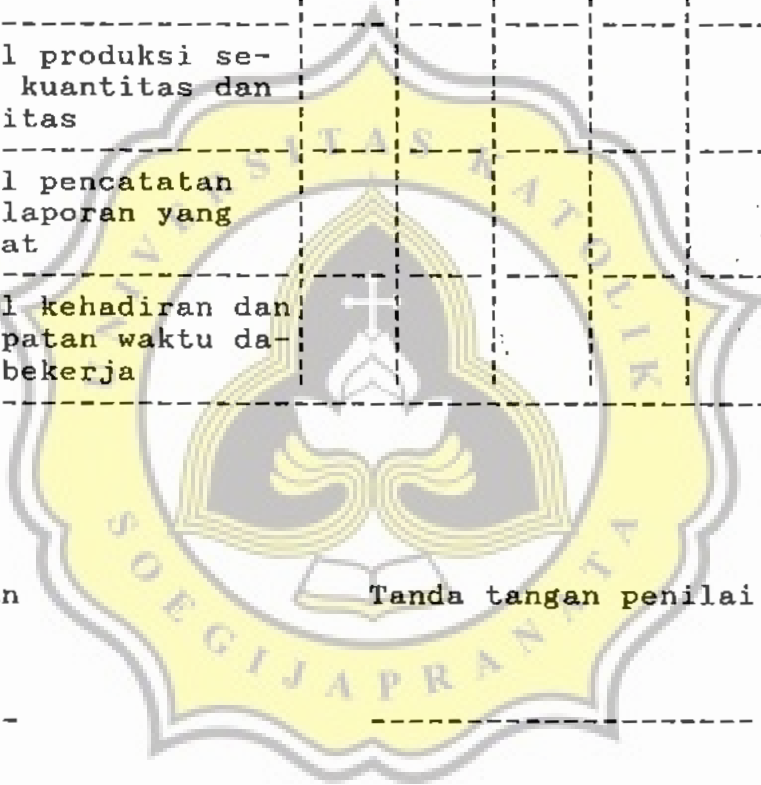 l produksi se-
kuantitas dan
itas
l pencatatan
laporan yang
at
l kehadiran dan
patan waktu da-
bekerja
n Tanda tangan penilai
UNIVERSITAS KATOLIK
SOEGIJAPRANATA